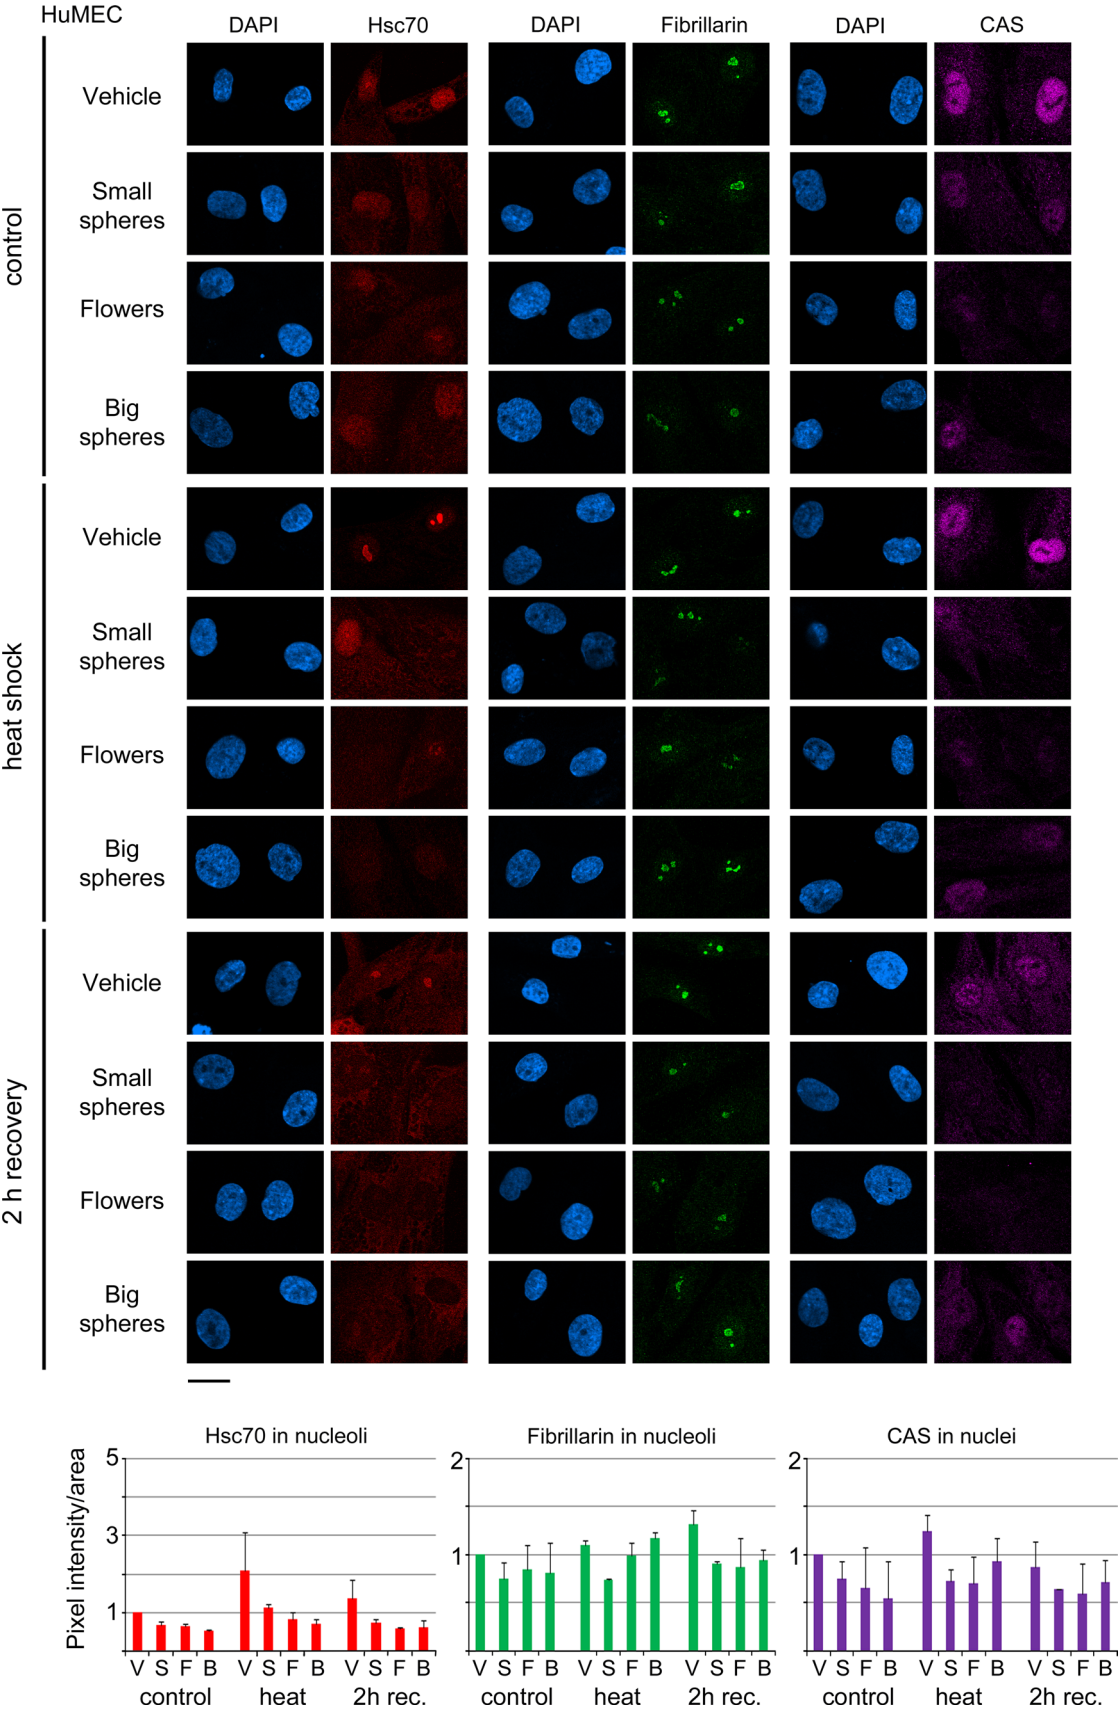 HuMEC
DAPI Hsc70 DAPI Fibrillarin DAPI CAS
control
Vehicle
Small
spheres
Flowers
Big
spheres
heat shock
Vehicle
Small
spheres
Flowers
Big
spheres
2 h recovery
Vehicle
Small
spheres
Flowers
Big
spheres
Hsc70 in nucleoli
Pixel intensity/area
5
3
1
V S F B V S F B V S F B
control heat 2h rec.
Fibrillarin in nucleoli
2
1
V S F B V S F B V S F B
control heat 2h rec.
CAS in nuclei
2
1
V S F B V S F B V S F B
control heat 2h rec.